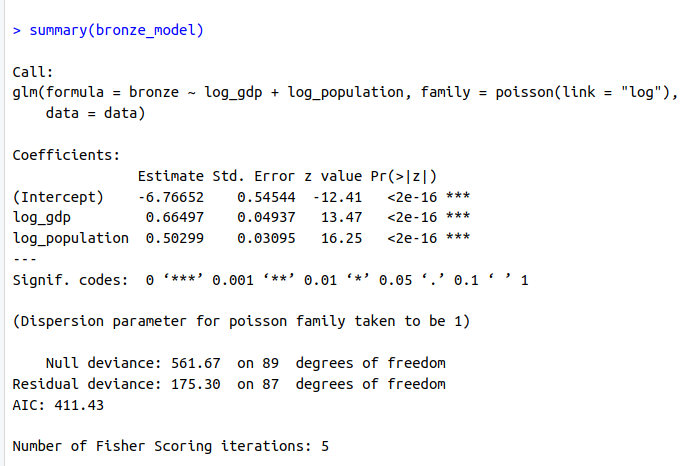 > summary(bronze_model)
Call:
glm(formula = bronze ~ log_gdp + log_population, family = poisson(link = "log"),
    data = data)
Coefficients:
               Estimate Std. Error z value Pr(>|z|)
(Intercept)    -6.76652    0.54544  -12.41   <2e-16 ***
log_gdp         0.66497    0.04937   13.47   <2e-16 ***
log_population  0.50299    0.03095   16.25   <2e-16 ***
---
Signif. codes:  0 ‘***’ 0.001 ‘**’ 0.01 ‘*’ 0.05 ‘.’ 0.1 ‘ ’ 1
(Dispersion parameter for poisson family taken to be 1)
    Null deviance: 561.67  on 89  degrees of freedom
Residual deviance: 175.30  on 87  degrees of freedom
AIC: 411.43
Number of Fisher Scoring iterations: 5